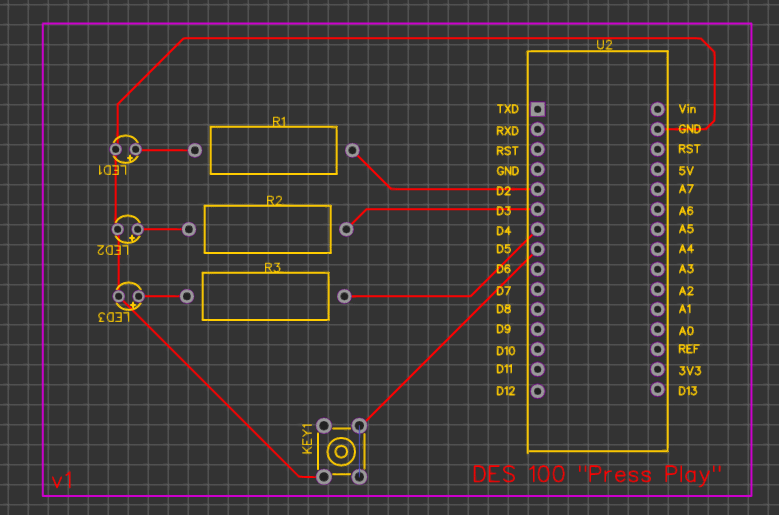 U2
TXD Vin
R1
RXD GND
RST RST
LED1
GND 5V
D2 A7
R2
D3 A6
D4 A5
LED2
D5 A4
R3
D6 A3
D7 A2
D8 A1
LED3
D9 A0
D10 REF
D11 3V3
D12 D13
KEY1
v1
DES 100 "Press Play"